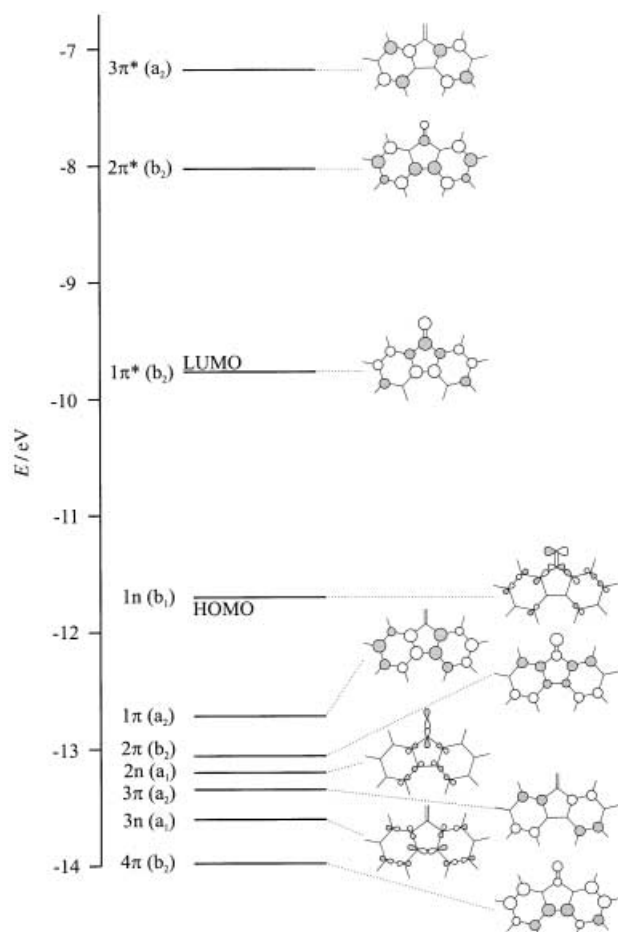 -7
3π* (a₂)
2π* (b₂)
-8
-9
1π* (b₂) LUMO
-10
E / eV
-11
1n (b₁)
HOMO
-12
1π (a₂)
2π (b₂)
-13
2n (a₁)
3π (a₂)
3n (a₁)
4π (b₂)
-14